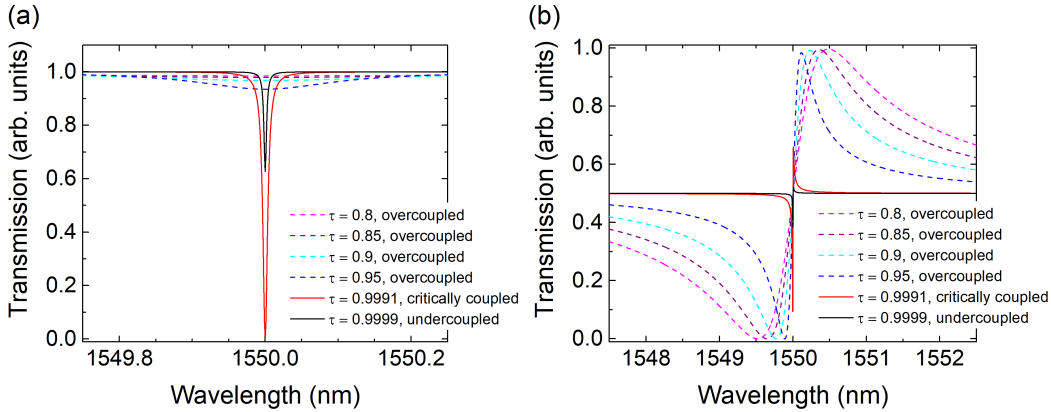 (a)
Transmission (arb. units)
1.0
0.8
0.6
0.4
0.2
0.0
τ = 0.8, overcoupled
τ = 0.85, overcoupled
τ = 0.9, overcoupled
τ = 0.95, overcoupled
τ = 0.9991, critically coupled
τ = 0.9999, undercoupled
1549.8 1550.0 1550.2
Wavelength (nm)
(b)
Transmission (arb. units)
1.0
0.8
0.6
0.4
0.2
0.0
τ = 0.8, overcoupled
τ = 0.85, overcoupled
τ = 0.9, overcoupled
τ = 0.95, overcoupled
τ = 0.9991, critically coupled
τ = 0.9999, undercoupled
1548 1549 1550 1551 1552
Wavelength (nm)